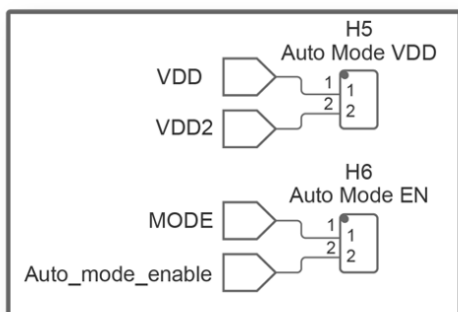 H5
Auto Mode VDD
VDD
1
1
2
2
VDD2
H6
Auto Mode EN
MODE
1
1
2
2
Auto_mode_enable